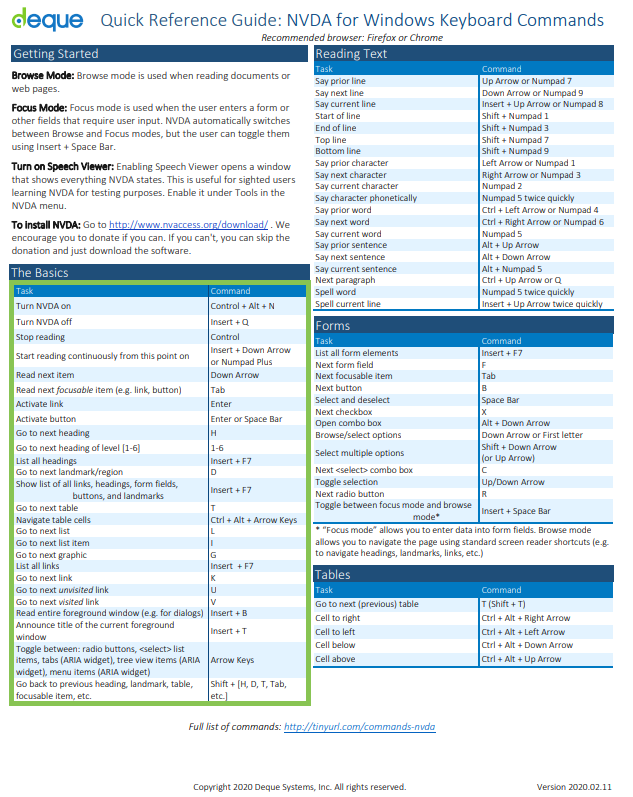 deque Quick Reference Guide: NVDA for Windows Keyboard Commands
Recommended browser: Firefox or Chrome
Getting Started
Browse Mode: Browse mode is used when reading documents or
web pages.
Focus Mode: Focus mode is used when the user enters a form or
other fields that require user input. NVDA automatically switches
between Browse and Focus modes, but the user can toggle them
using Insert + Space Bar.
Turn on Speech Viewer: Enabling Speech Viewer opens a window
that shows everything NVDA states. This is useful for sighted users
learning NVDA for testing purposes. Enable it under Tools in the
NVDA menu.
To install NVDA: Go to http://www.nvaccess.org/download/ . We
encourage you to donate if you can. If you can't, you can skip the
donation and just download the software.
The Basics
Task Command
Turn NVDA on Control + Alt + N
Turn NVDA off Insert + Q
Stop reading Control
Start reading continuously from this point on Insert + Down Arrow
or Numpad Plus
Read next item Down Arrow
Read next focusable item (e.g. link, button) Tab
Activate link Enter
Activate button Enter or Space Bar
Go to next heading H
Go to next heading of level [1-6] 1-6
List all headings Insert + F7
Go to next landmark/region D
Show list of all links, headings, form fields,
buttons, and landmarks Insert + F7
Go to next table T
Navigate table cells Ctrl + Alt + Arrow Keys
Go to next list L
Go to next list item I
Go to next graphic G
List all links Insert + F7
Go to next link K
Go to next unvisited link U
Go to next visited link V
Read entire foreground window (e.g. for dialogs) Insert + B
Announce title of the current foreground
window Insert + T
Toggle between: radio buttons, <select> list
items, tabs (ARIA widget), tree view items (ARIA
widget), menu items (ARIA widget) Arrow Keys
Go back to previous heading, landmark, table, Shift + [H, D, T, Tab,
focusable item, etc. etc.]
Reading Text
Task Command
Say prior line Up Arrow or Numpad 7
Say next line Down Arrow or Numpad 9
Say current line Insert + Up Arrow or Numpad 8
Start of line Shift + Numpad 1
End of line Shift + Numpad 3
Top line Shift + Numpad 7
Bottom line Shift + Numpad 9
Say prior character Left Arrow or Numpad 1
Say next character Right Arrow or Numpad 3
Say current character Numpad 2
Say character phonetically Numpad 2 twice quickly
Say prior word Ctrl + Left Arrow or Numpad 4
Say next word Ctrl + Right Arrow or Numpad 6
Say current word Numpad 5
Say prior sentence Alt + Up Arrow
Say next sentence Alt + Down Arrow
Say current sentence Alt + Numpad 5
Next paragraph Ctrl + Up Arrow or Q
Spell word Numpad 5 twice quickly
Spell current line Insert + Up Arrow twice quickly
Forms
Task Command
List all form elements Insert + F7
Next form field F
Next focusable item Tab
Next button B
Select and deselect Space Bar
Next checkbox X
Open combo box Alt + Down Arrow
Browse/select options Down Arrow or First letter
Select multiple options Shift + Down Arrow
(or Up Arrow)
Next <select> combo box C
Toggle selection Up/Down Arrow
Next radio button R
Toggle between focus mode and browse
mode* Insert + Space Bar
* "Focus mode" allows you to enter data into form fields. Browse mode
allows you to navigate the page using standard screen reader shortcuts (e.g.
to navigate headings, landmarks, links, etc.)
Tables
Task Command
Go to next (previous) table T (Shift + T)
Cell to right Ctrl + Alt + Right Arrow
Cell to left Ctrl + Alt + Left Arrow
Cell below Ctrl + Alt + Down Arrow
Cell above Ctrl + Alt + Up Arrow
Full list of commands: http://tinyurl.com/commands-nvda
Copyright 2020 Deque Systems, Inc. All rights reserved. Version 2020.02.11